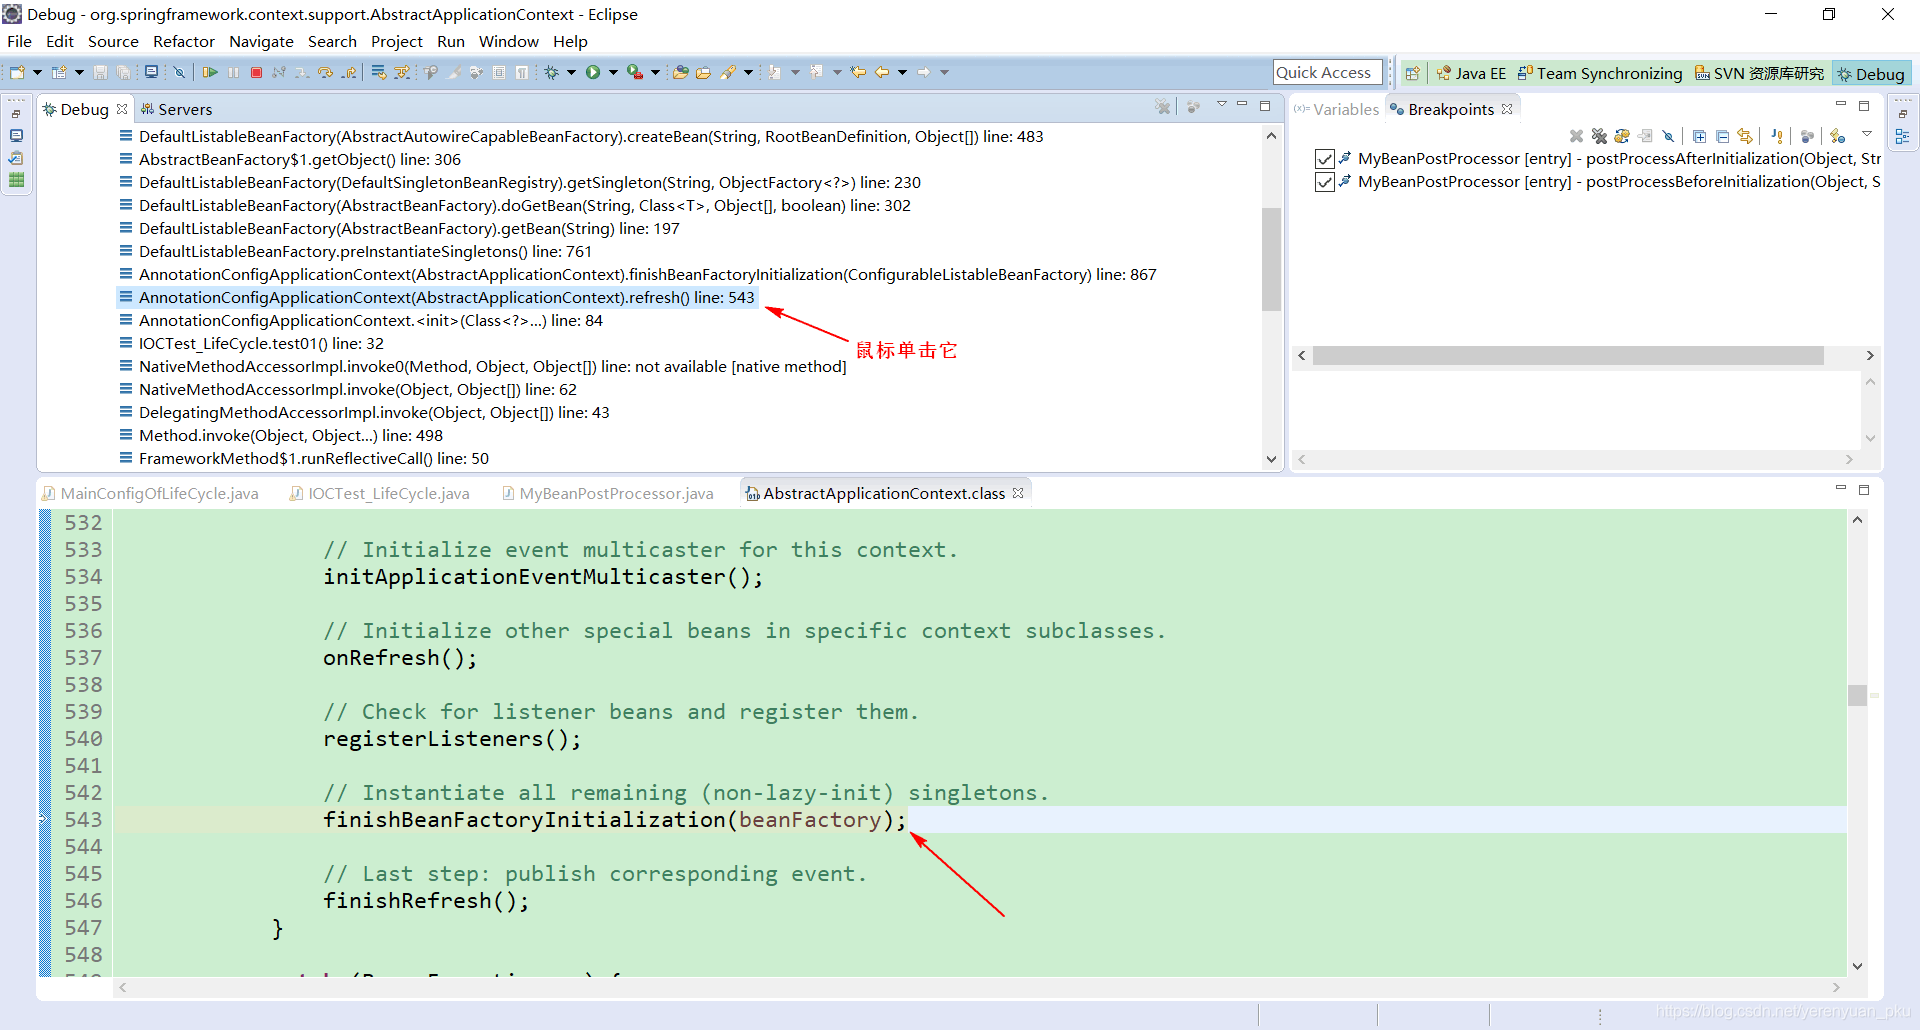 Debug - org.springframework.context.support.AbstractApplicationContext - Eclipse
File Edit Source Refactor Navigate Search Project Run Window Help
Quick Access
Java EE Team Synchronizing SVN 资源库研究 Debug
Debug Servers
(x)= Variables Breakpoints
DefaultListableBeanFactory(AbstractAutowireCapableBeanFactory).createBean(String, RootBeanDefinition, Object[]) line: 483
AbstractBeanFactory$1.getObject() line: 306
DefaultListableBeanFactory(DefaultSingletonBeanRegistry).getSingleton(String, ObjectFactory<?>) line: 230
DefaultListableBeanFactory(AbstractBeanFactory).doGetBean(String, Class<T>, Object[], boolean) line: 302
DefaultListableBeanFactory(AbstractBeanFactory).getBean(String) line: 197
DefaultListableBeanFactory.preInstantiateSingletons() line: 761
AnnotationConfigApplicationContext(AbstractApplicationContext).finishBeanFactoryInitialization(ConfigurableListableBeanFactory) line: 867
AnnotationConfigApplicationContext(AbstractApplicationContext).refresh() line: 543
AnnotationConfigApplicationContext.<init>(Class<?>...) line: 84
IOCTest_LifeCycle.test01() line: 32
鼠标单击它
NativeMethodAccessorImpl.invoke0(Method, Object, Object[]) line: not available [native method]
NativeMethodAccessorImpl.invoke(Object, Object[]) line: 62
DelegatingMethodAccessorImpl.invoke(Object, Object[]) line: 43
Method.invoke(Object, Object...) line: 498
FrameworkMethod$1.runReflectiveCall() line: 50
MyBeanPostProcessor [entry] - postProcessAfterInitialization(Object, Str
MyBeanPostProcessor [entry] - postProcessBeforeInitialization(Object, S
MainConfigOfLifeCycle.java IOCTest_LifeCycle.java MyBeanPostProcessor.java AbstractApplicationContext.class
532
533 // Initialize event multicaster for this context.
534 initApplicationEventMulticaster();
535
536 // Initialize other special beans in specific context subclasses.
537 onRefresh();
538
539 // Check for listener beans and register them.
540 registerListeners();
541
542 // Instantiate all remaining (non-lazy-init) singletons.
543 finishBeanFactoryInitialization(beanFactory);
544
545 // Last step: publish corresponding event.
546 finishRefresh();
547 }
548
https://blog.csdn.net/yerenyuan_pku